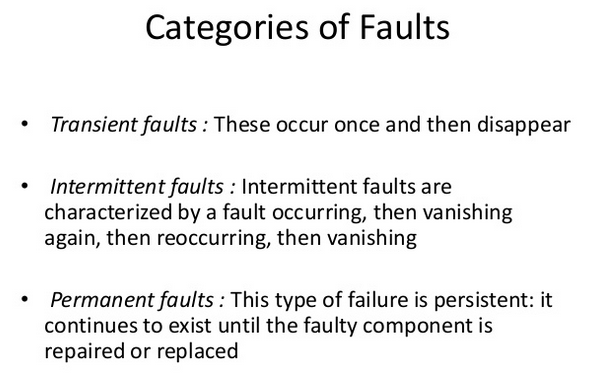 Categories of Faults
• Transient faults : These occur once and then disappear
• Intermittent faults : Intermittent faults are
characterized by a fault occurring, then vanishing
again, then reoccurring, then vanishing
• Permanent faults : This type of failure is persistent: it
continues to exist until the faulty component is
repaired or replaced